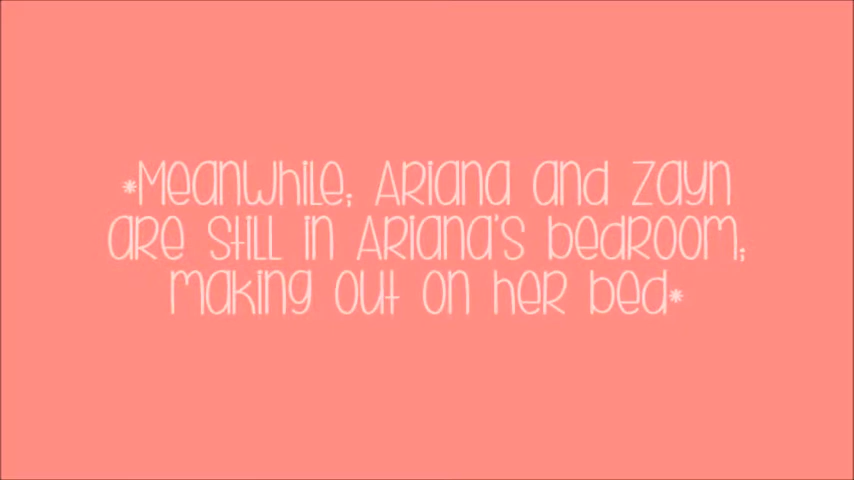 *Meanwhile; Ariana and Zayn
are still in Ariana's bedroom;
making out on her bed*